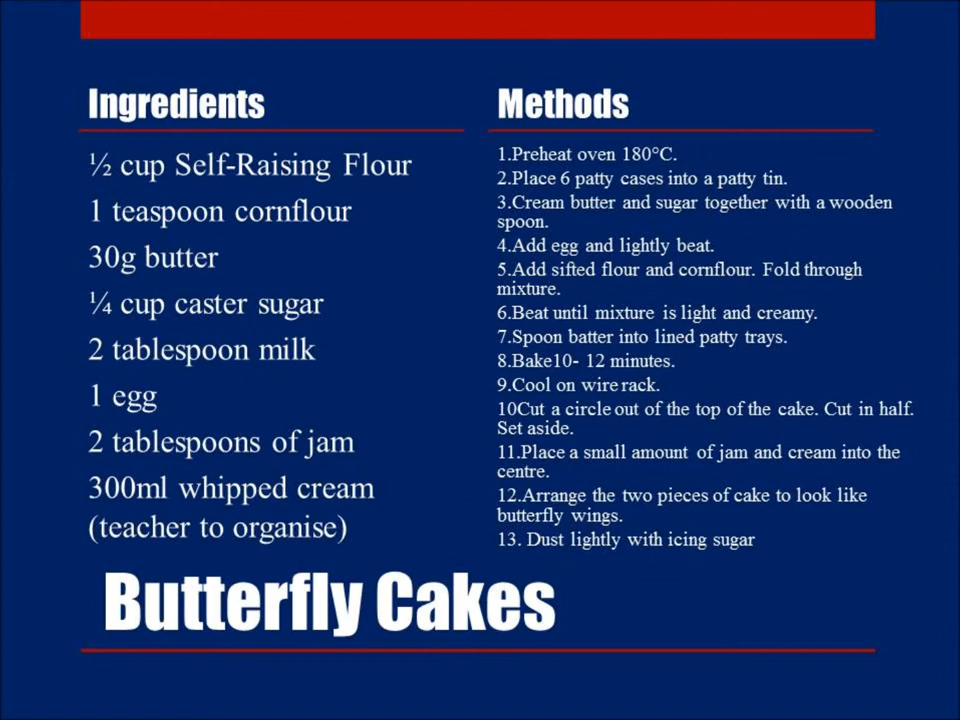 Ingredients
½ cup Self-Raising Flour
1 teaspoon cornflour
30g butter
¼ cup caster sugar
2 tablespoon milk
1 egg
2 tablespoons of jam
300ml whipped cream
(teacher to organise)
Methods
1.Preheat oven 180°C.
2.Place 6 patty cases into a patty tin.
3.Cream butter and sugar together with a wooden
spoon.
4.Add egg and lightly beat.
5.Add sifted flour and cornflour. Fold through
mixture.
6.Beat until mixture is light and creamy.
7.Spoon batter into lined patty trays.
8.Bake10- 12 minutes.
9.Cool on wire rack.
10Cut a circle out of the top of the cake. Cut in half.
Set aside.
11.Place a small amount of jam and cream into the
centre.
12.Arrange the two pieces of cake to look like
butterfly wings.
13. Dust lightly with icing sugar
Butterfly Cakes